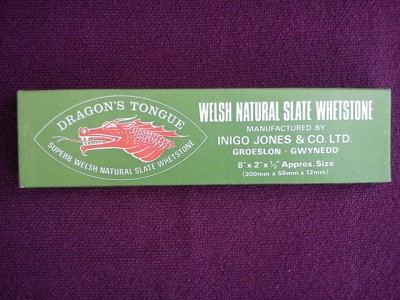 DRAGON'S TONGUE
SUPERB WELSH NATURAL SLATE WHETSTONE
WELSH NATURAL SLATE WHETSTONE
MANUFACTURED BY
INIGO JONES & CO. LTD.
GROESLON · GWYNEDD
8" x 2" x ½" Approx. Size
(200mm x 50mm x 12mm)